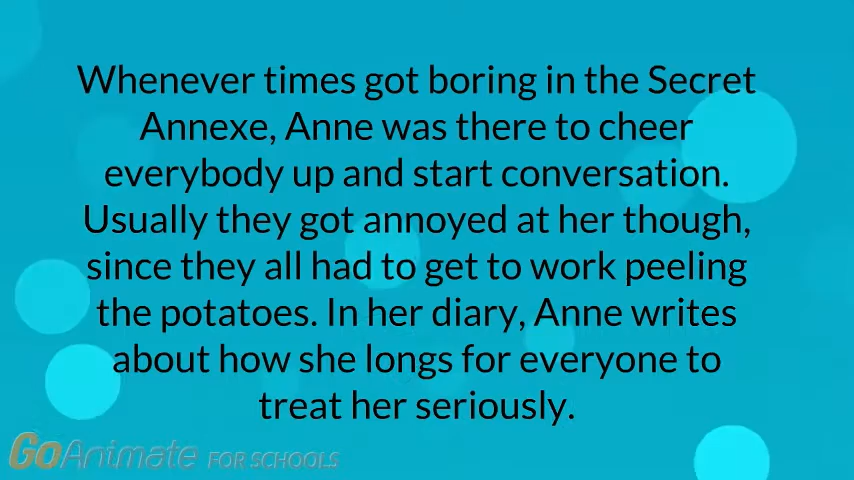 Whenever times got boring in the Secret
Annexe, Anne was there to cheer
everybody up and start conversation.
Usually they got annoyed at her though,
since they all had to get to work peeling
the potatoes. In her diary, Anne writes
about how she longs for everyone to
treat her seriously.
GoAnimate FOR SCHOOLS